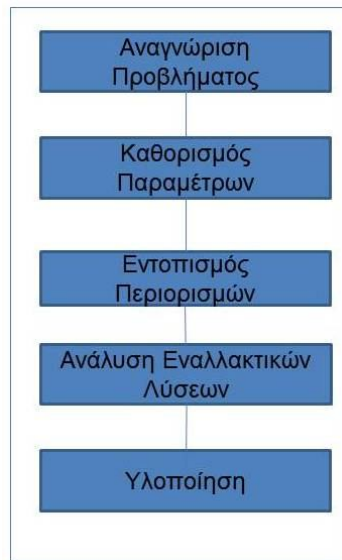 Αναγνώριση
Προβλήματος
Καθορισμός
Παραμέτρων
Εντοπισμός
Περιορισμών
Ανάλυση Εναλλακτικών
Λύσεων
Υλοποίηση